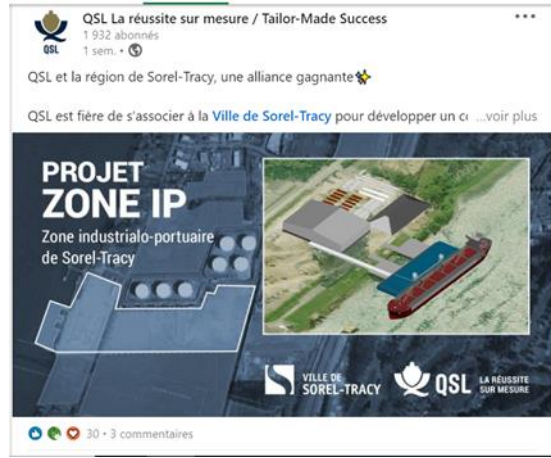 QSL La réussite sur mesure / Tailor-Made Success
1 932 abonnés
1 sem. •
QSL et la région de Sorel-Tracy, une alliance gagnante
QSL est fière de s'associer à la Ville de Sorel-Tracy pour développer un c ...voir plus
PROJET
ZONE IP
Zone industrialo-portuaire
de Sorel-Tracy
VILLE DE
SOREL-TRACY
QSL
LA RÉUSSITE
SUR MESURE
30 • 3 commentaires
QSL